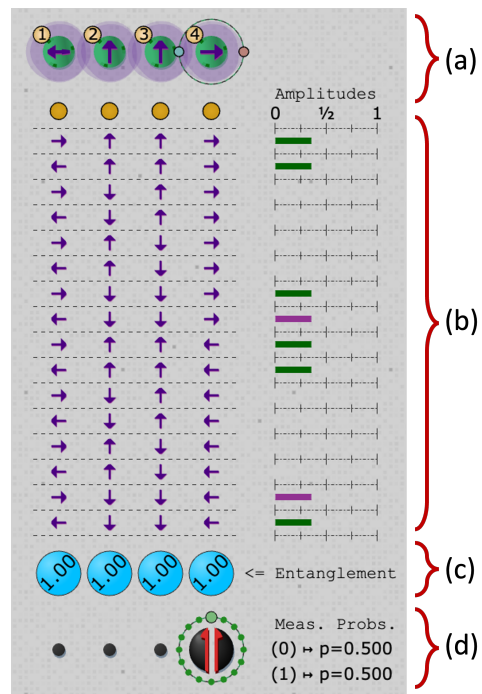 1 2 3 4
(a)
Amplitudes
0 ½ 1
(b)
1.00 1.00 1.00 1.00 <= Entanglement
(c)
Meas. Probs.
(0) ↦ p=0.500
(d)
(1) ↦ p=0.500